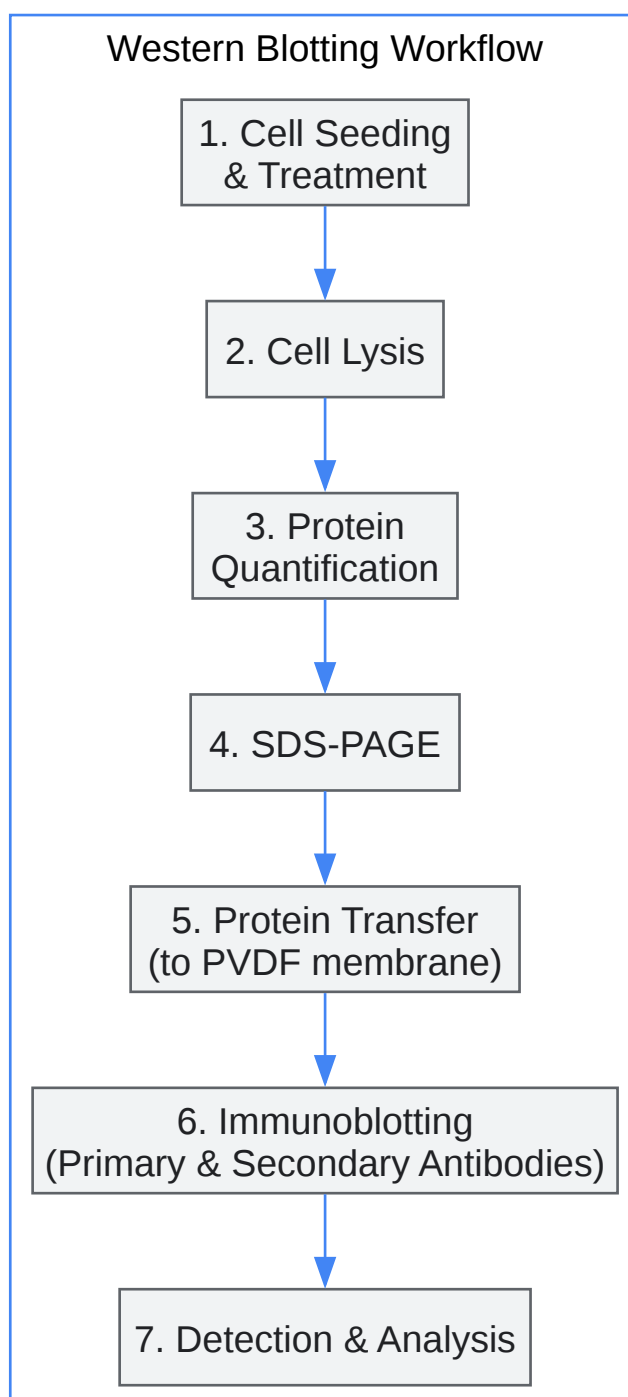 Western Blotting Workflow
1. Cell Seeding
& Treatment
2. Cell Lysis
3. Protein
Quantification
4. SDS-PAGE
5. Protein Transfer
(to PVDF membrane)
6. Immunoblotting
(Primary & Secondary Antibodies)
7. Detection & Analysis